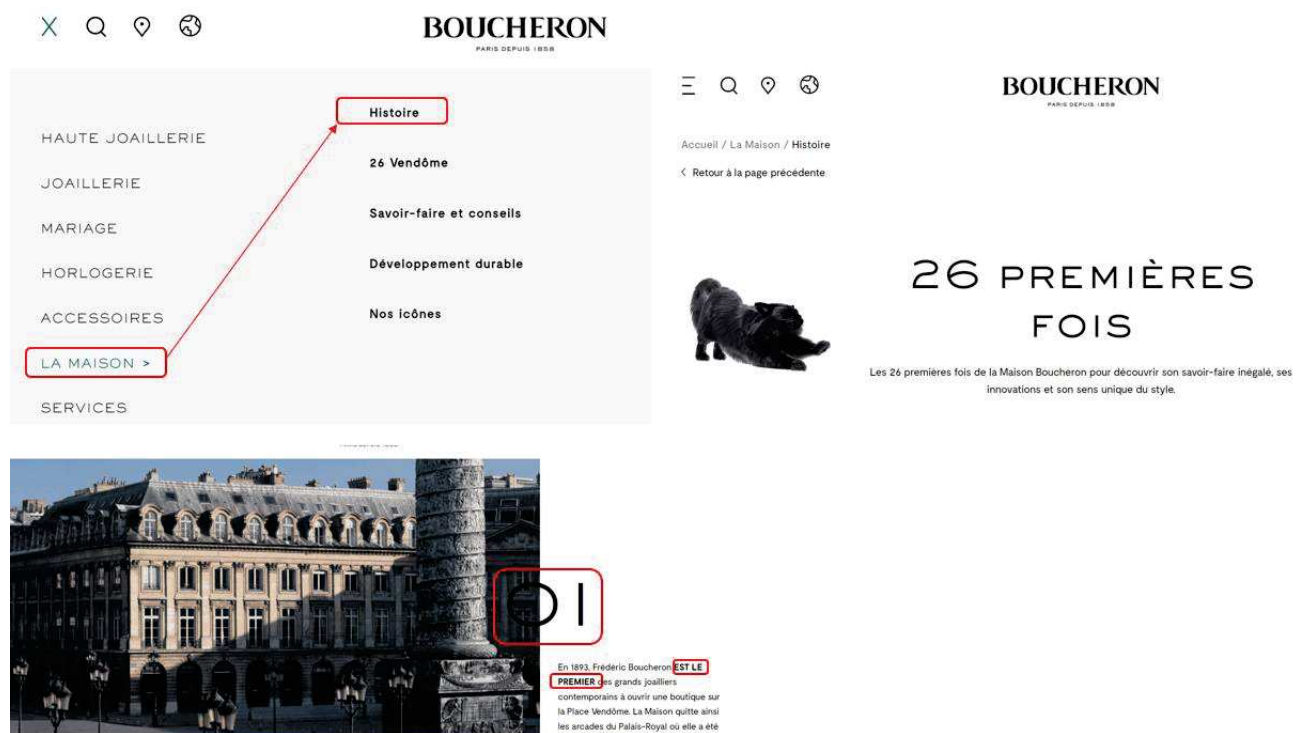 X
BOUCHERON
PARIS DEPUIS 1858
HAUTE JOAILLERIE
JOAILLERIE
MARIAGE
HORLOGERIE
ACCESSOIRES
LA MAISON >
SERVICES
Histoire
26 Vendôme
Savoir-faire et conseils
Développement durable
Nos icônes
BOUCHERON
PARIS DEPUIS 1858
Accueil / La Maison / Histoire
< Retour à la page précédente
26 PREMIÈRES
FOIS
Les 26 premières fois de la Maison Boucheron pour découvrir son savoir-faire inégalé, ses
innovations et son sens unique du style.
01
En 1893, Fréderic Boucheron EST LE
PREMIER des grands joailliers
contemporains à ouvrir une boutique sur
la Place Vendôme. La Maison quitte ainsi
les arcades du Palais-Royal où elle a été